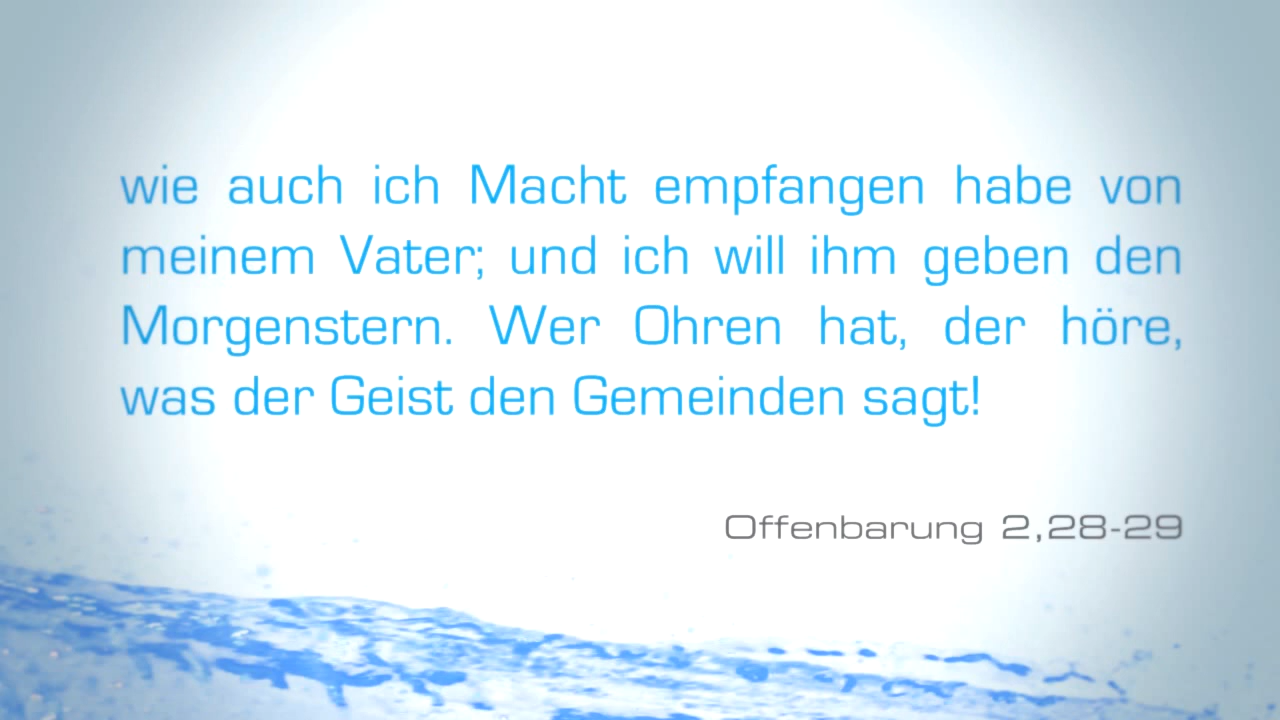 wie auch ich Macht empfangen habe von
meinem Vater; und ich will ihm geben den
Morgenstern. Wer Ohren hat, der höre,
was der Geist den Gemeinden sagt!
Offenbarung 2,28-29